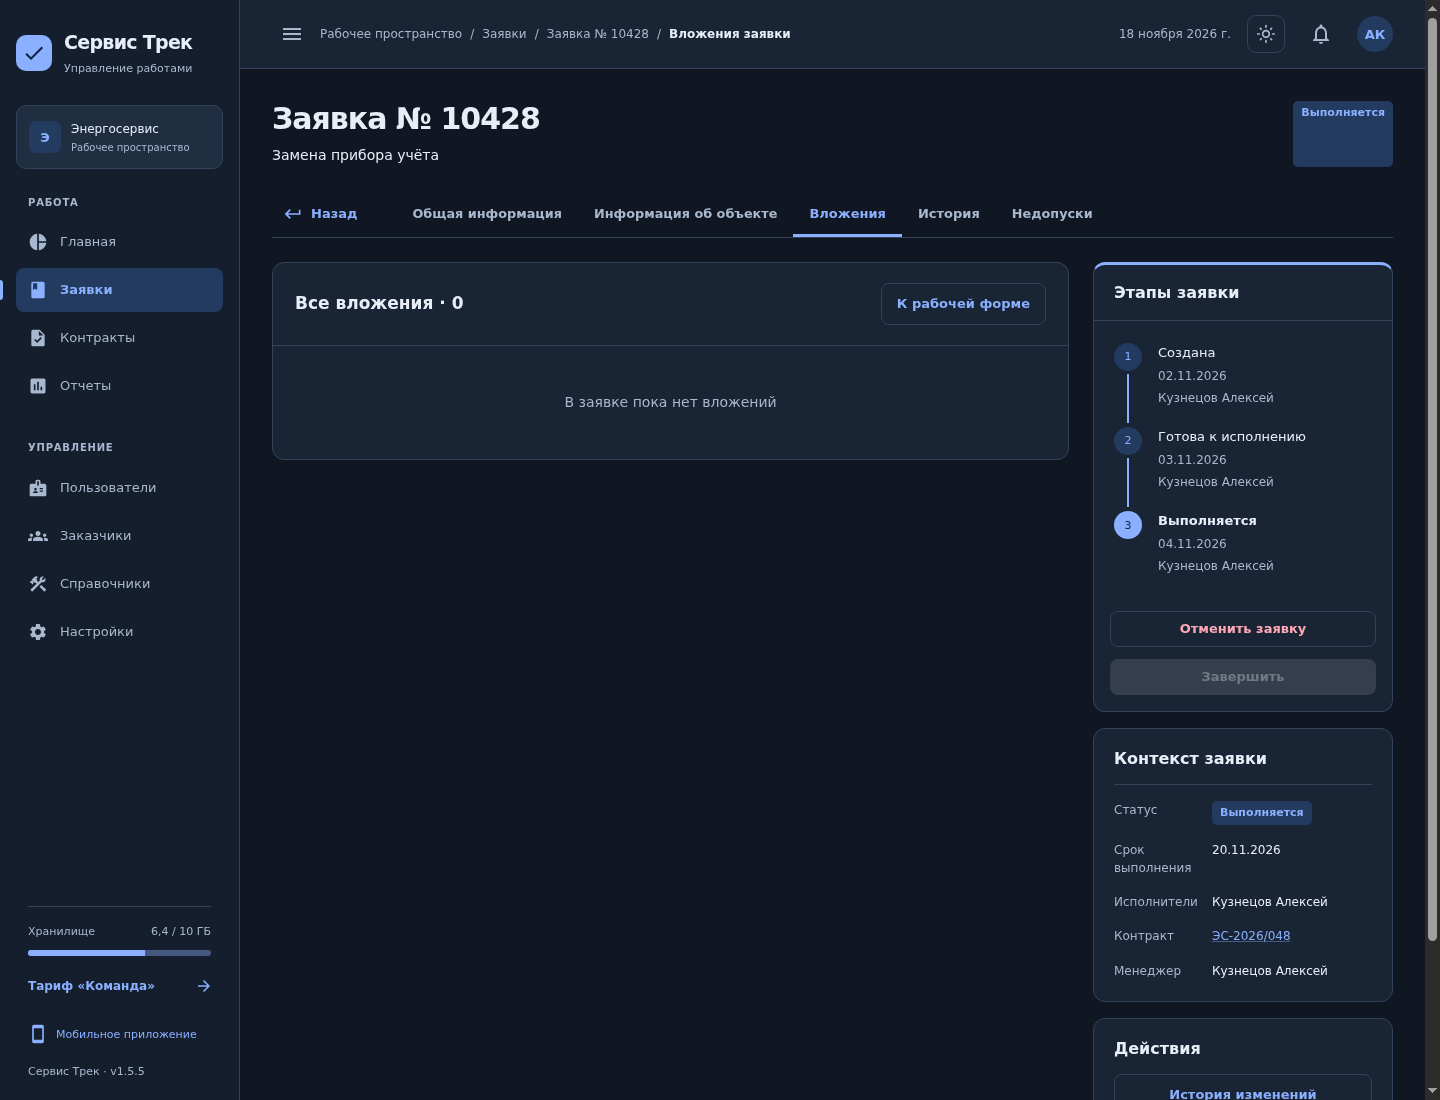 Сервис Трек
Управление работами
Э
Энергосервис
Рабочее пространство
РАБОТА
Главная
Заявки
Контракты
Отчеты
УПРАВЛЕНИЕ
Пользователи
Заказчики
Справочники
Настройки
Хранилище 6,4 / 10 ГБ
Тариф «Команда»
Мобильное приложение
Сервис Трек · v1.5.5
Рабочее пространство / Заявки / Заявка № 10428 / Вложения заявки
18 ноября 2026 г.
АК
Заявка № 10428
Замена прибора учёта
Выполняется
Назад
Общая информация
Информация об объекте
Вложения
История
Недопуски
Все вложения · 0
К рабочей форме
В заявке пока нет вложений
Этапы заявки
1
Создана
02.11.2026
Кузнецов Алексей
2
Готова к исполнению
03.11.2026
Кузнецов Алексей
3
Выполняется
04.11.2026
Кузнецов Алексей
Отменить заявку
Завершить
Контекст заявки
Статус Выполняется
Срок выполнения 20.11.2026
Исполнители Кузнецов Алексей
Контракт ЭС-2026/048
Менеджер Кузнецов Алексей
Действия
История изменений